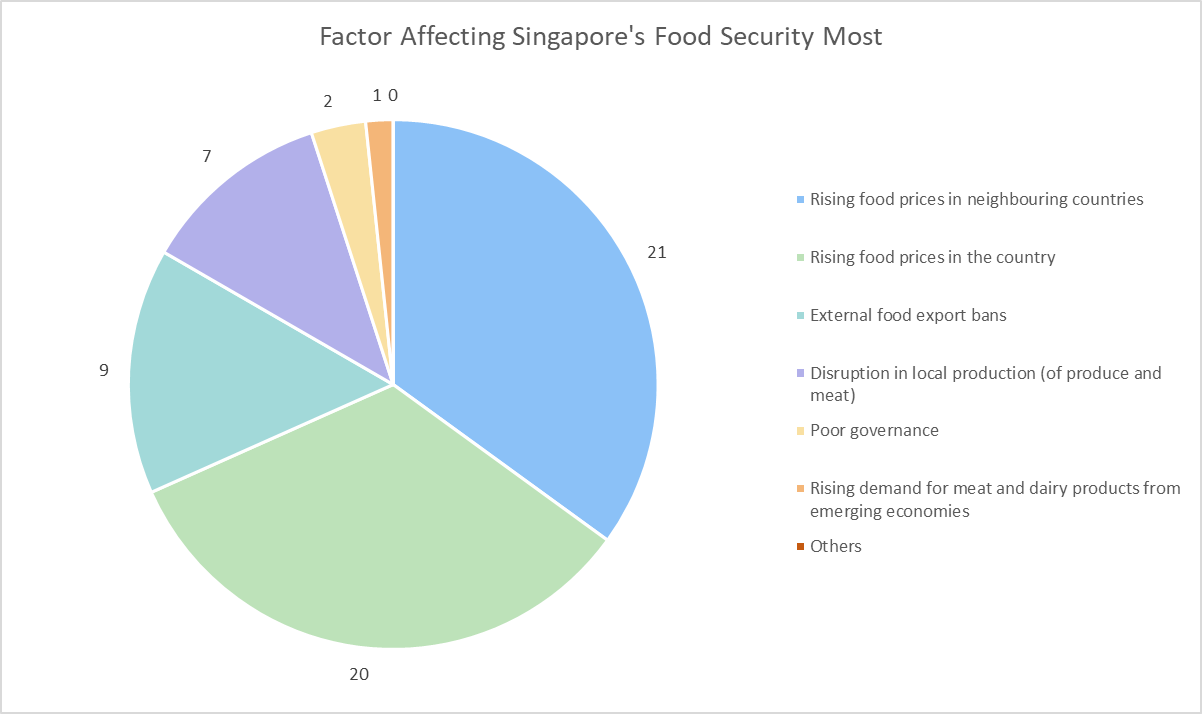 Factor Affecting Singapore's Food Security Most
1 0
2
7
21
9
20
Rising food prices in neighbouring countries
Rising food prices in the country
External food export bans
Disruption in local production (of produce and
meat)
Poor governance
Rising demand for meat and dairy products from
emerging economies
Others